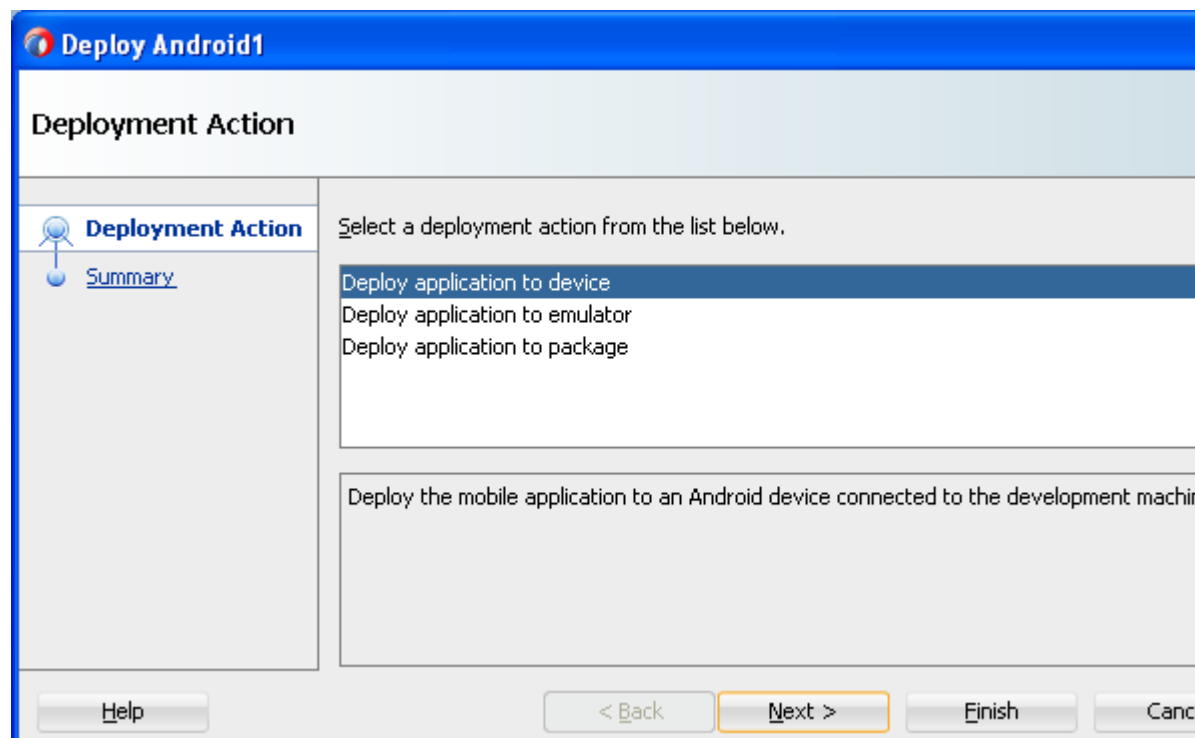 Deploy Android1
Deployment Action
Deployment Action
Summary
Select a deployment action from the list below.
Deploy application to device
Deploy application to emulator
Deploy application to package
Deploy the mobile application to an Android device connected to the development
Help
< Back
Next >
Finish